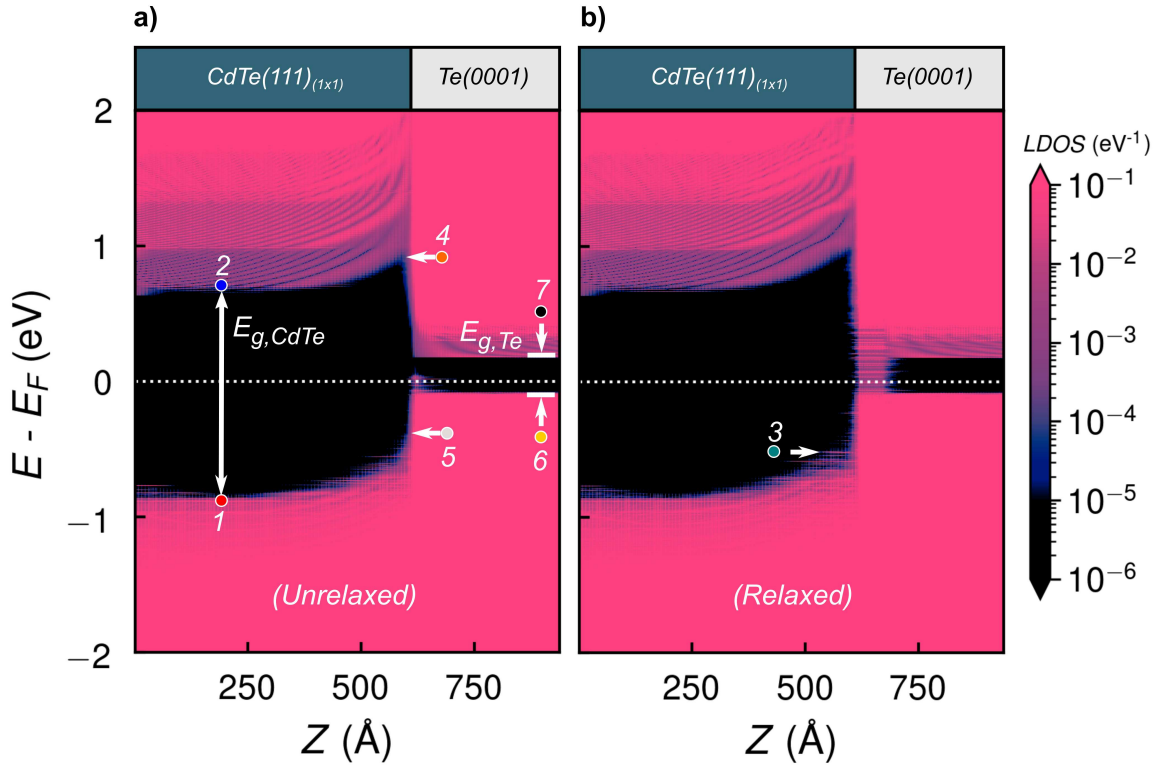 a)
b)
CdTe(111)(1x1)
Te(0001)
CdTe(111)(1x1)
Te(0001)
LDOS (eV-1)
E - EF (eV)
2
1
0
−1
−2
2
4
7
Eg,CdTe
Eg,Te
5
6
1
3
(Unrelaxed)
(Relaxed)
10−1
10−2
10−3
10−4
10−5
10−6
250
500
750
250
500
750
Z (Å)
Z (Å)